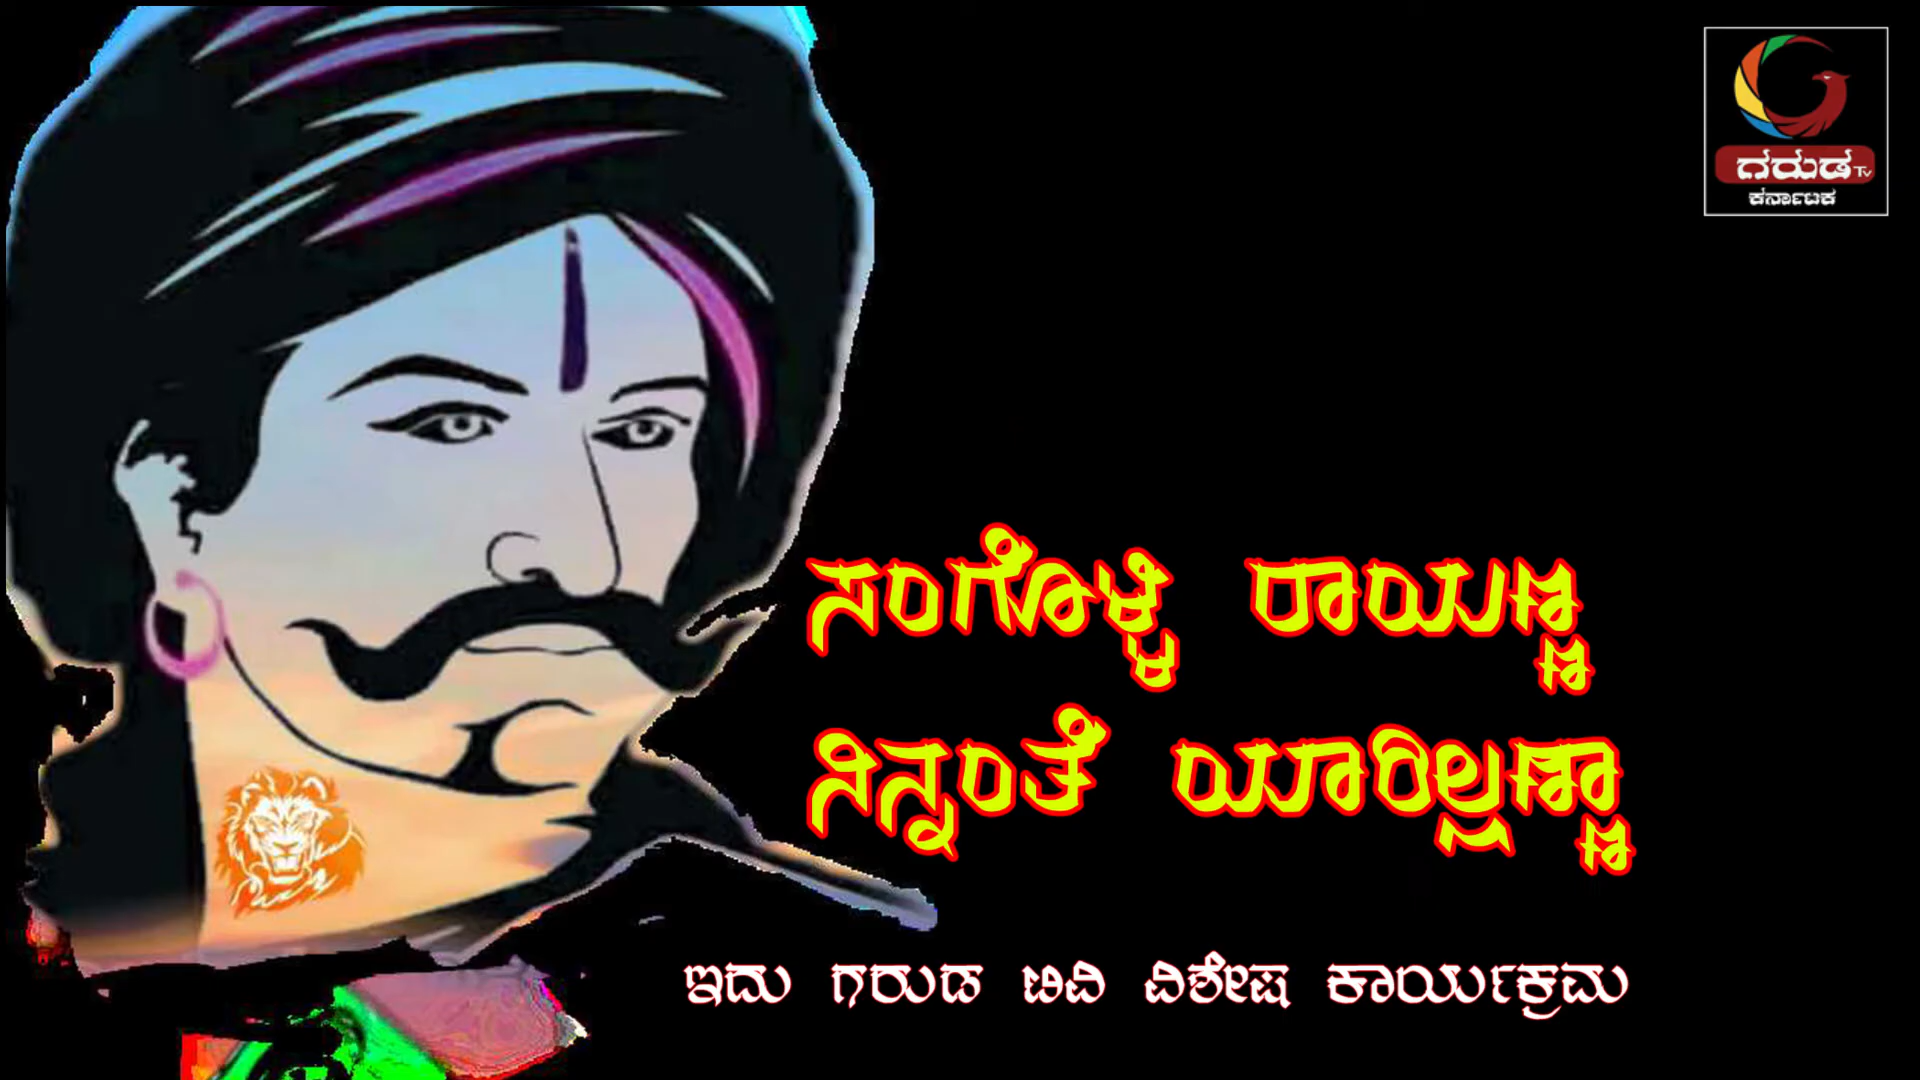 ಗರುಡ TV
ಕರ್ನಾಟಕ
ಸಂಗೊಳ್ಳಿ ರಾಯಣ್ಣ
ನಿನ್ನಂತೆ ಯಾರಿಲ್ಲಣ್ಣಾ
ಇದು ಗರುಡ ಟಿವಿ ವಿಶೇಷ ಕಾರ್ಯಕ್ರಮ